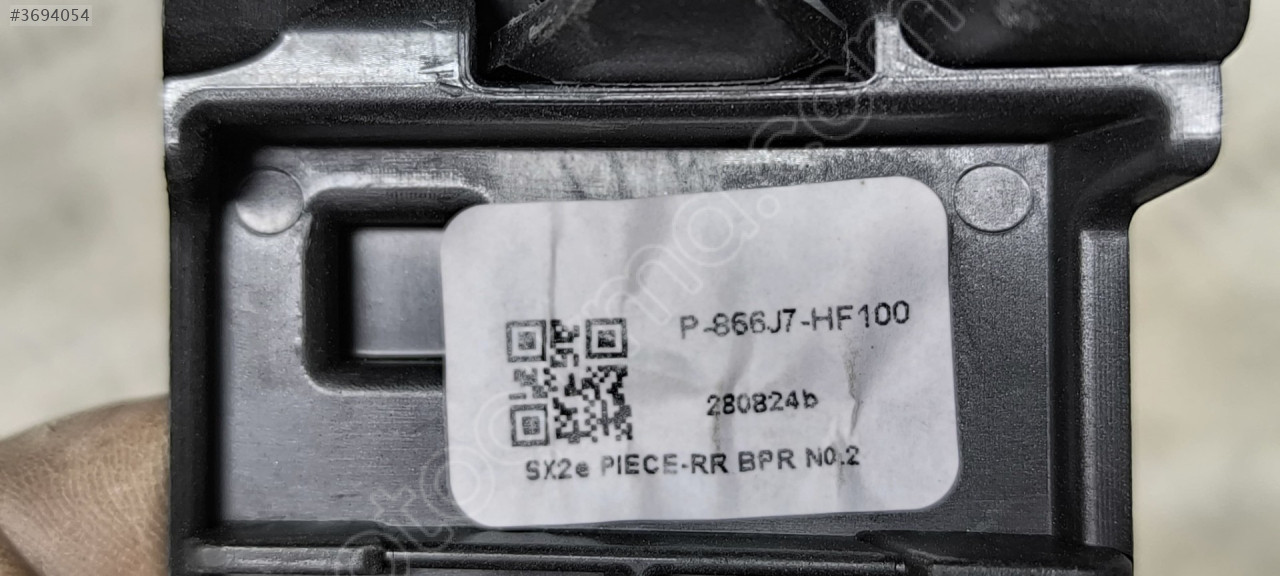 #3694054
P-866J7-HF100
280824b
SX2e PIECE-RR BPR N0.2